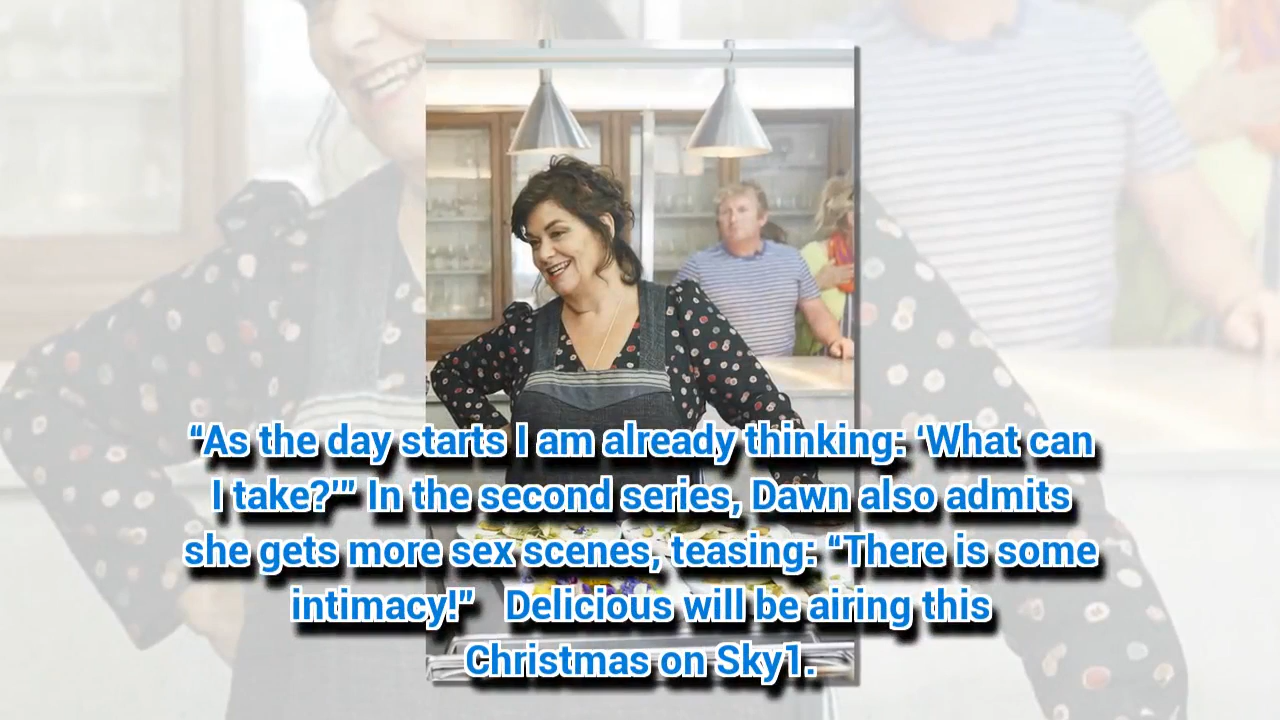 “As the day starts I am already thinking: ‘What can
I take?’” In the second series, Dawn also admits
she gets more sex scenes, teasing: “There is some
intimacy!” Delicious will be airing this
Christmas on Sky1.